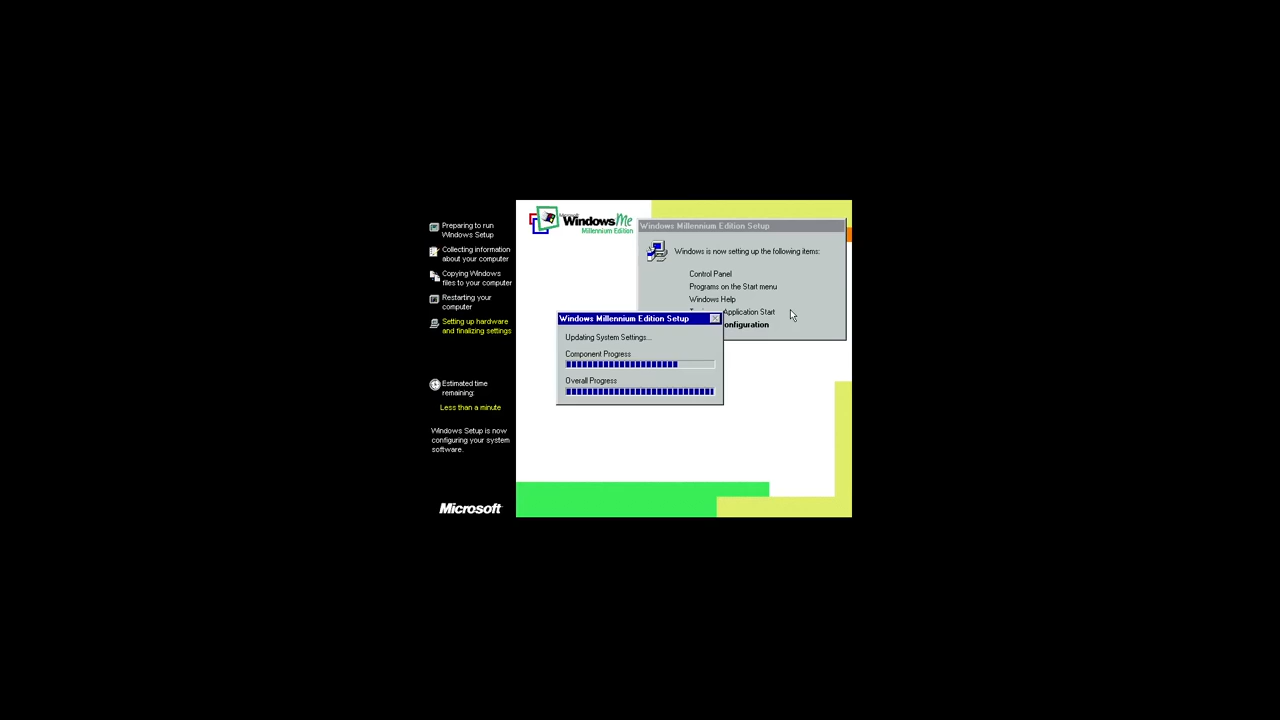 Preparing to run
Windows Setup
Collecting information
about your computer
Copying Windows
files to your computer
Restarting your
computer
Setting up hardware
and finalizing settings
Estimated time
remaining:
Less than a minute
Windows Setup is now
configuring your system
software.
Microsoft
Microsoft
Windows Me
Millennium Edition
Windows Millennium Edition Setup
Windows is now setting up the following items:
Control Panel
Programs on the Start menu
Windows Help
Application Start
onfiguration
Windows Millennium Edition Setup
Updating System Settings...
Component Progress
Overall Progress